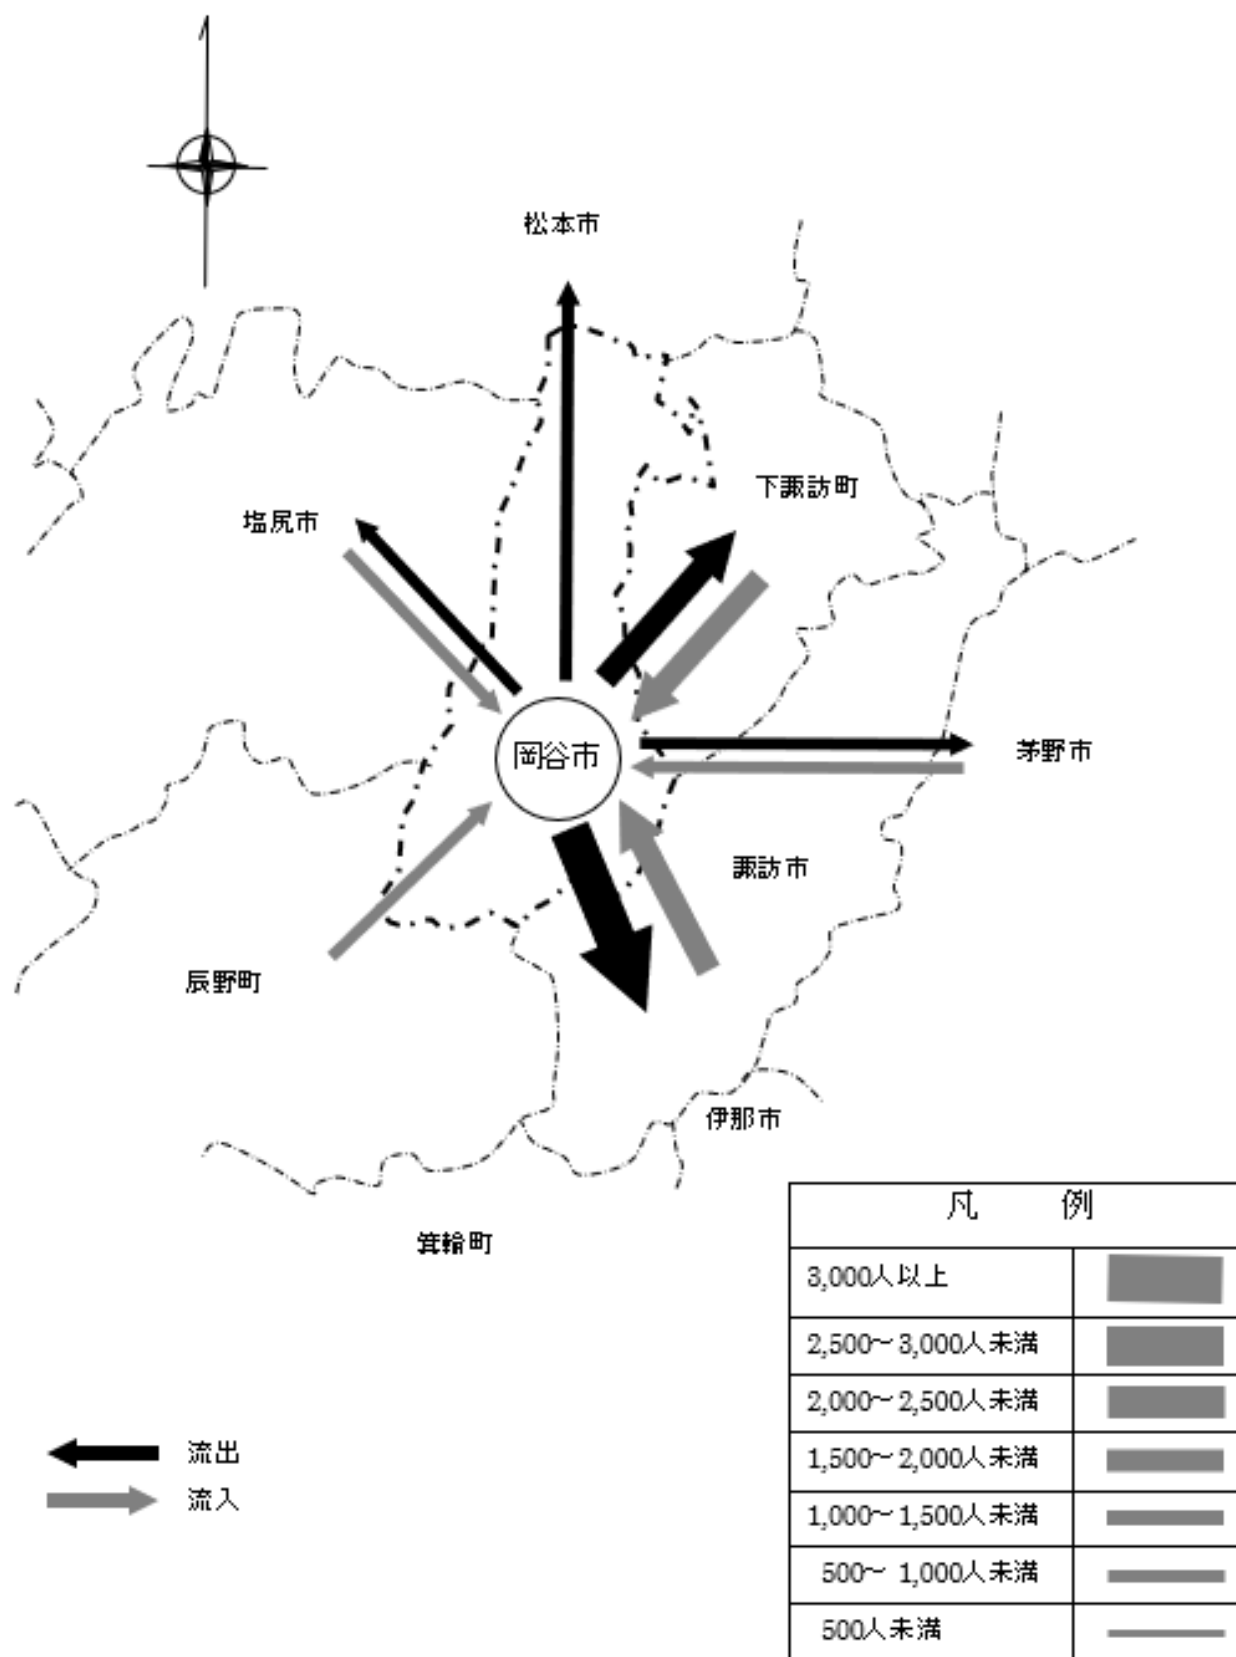 松本市
下諏訪町
塩尻市
岡谷市
茅野市
諏訪市
辰野町
伊那市
箕輪町
凡 例
3,000人以上
2,500～3,000人未満
2,000～2,500人未満
1,500～2,000人未満
1,000～1,500人未満
500～ 1,000人未満
500人未満
流出
流入